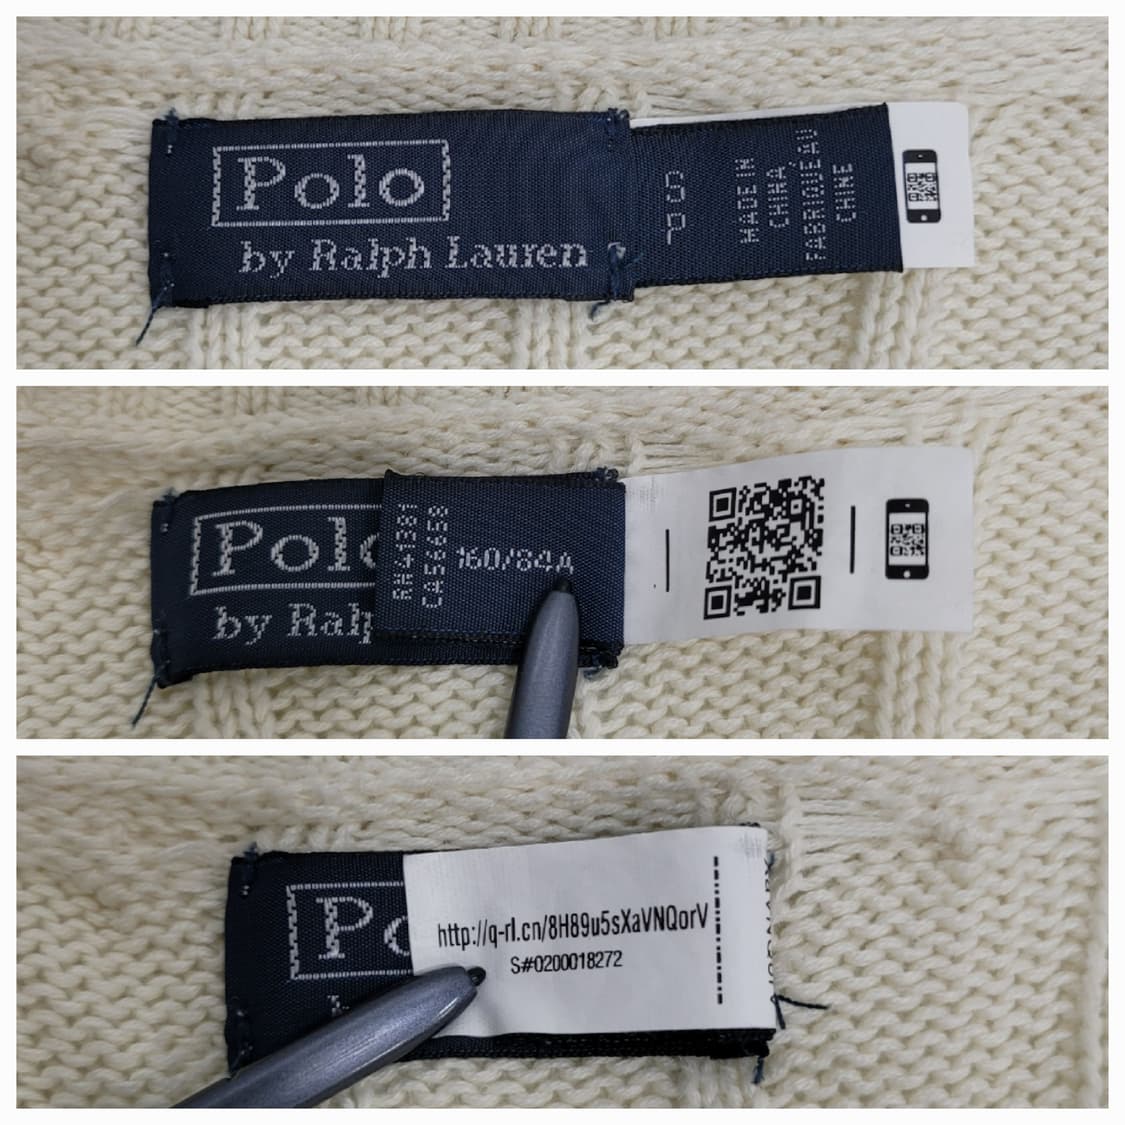 Polo
by Ralph Lauren
P S
MADE IN
CHINA
FABRIQUÉ AU
CHINE
Polo
by Ralp
RN 41381
CA 56658
160/84A
Po
http://q-rl.cn/8H89u5sXaVNQorV
S#0200018272